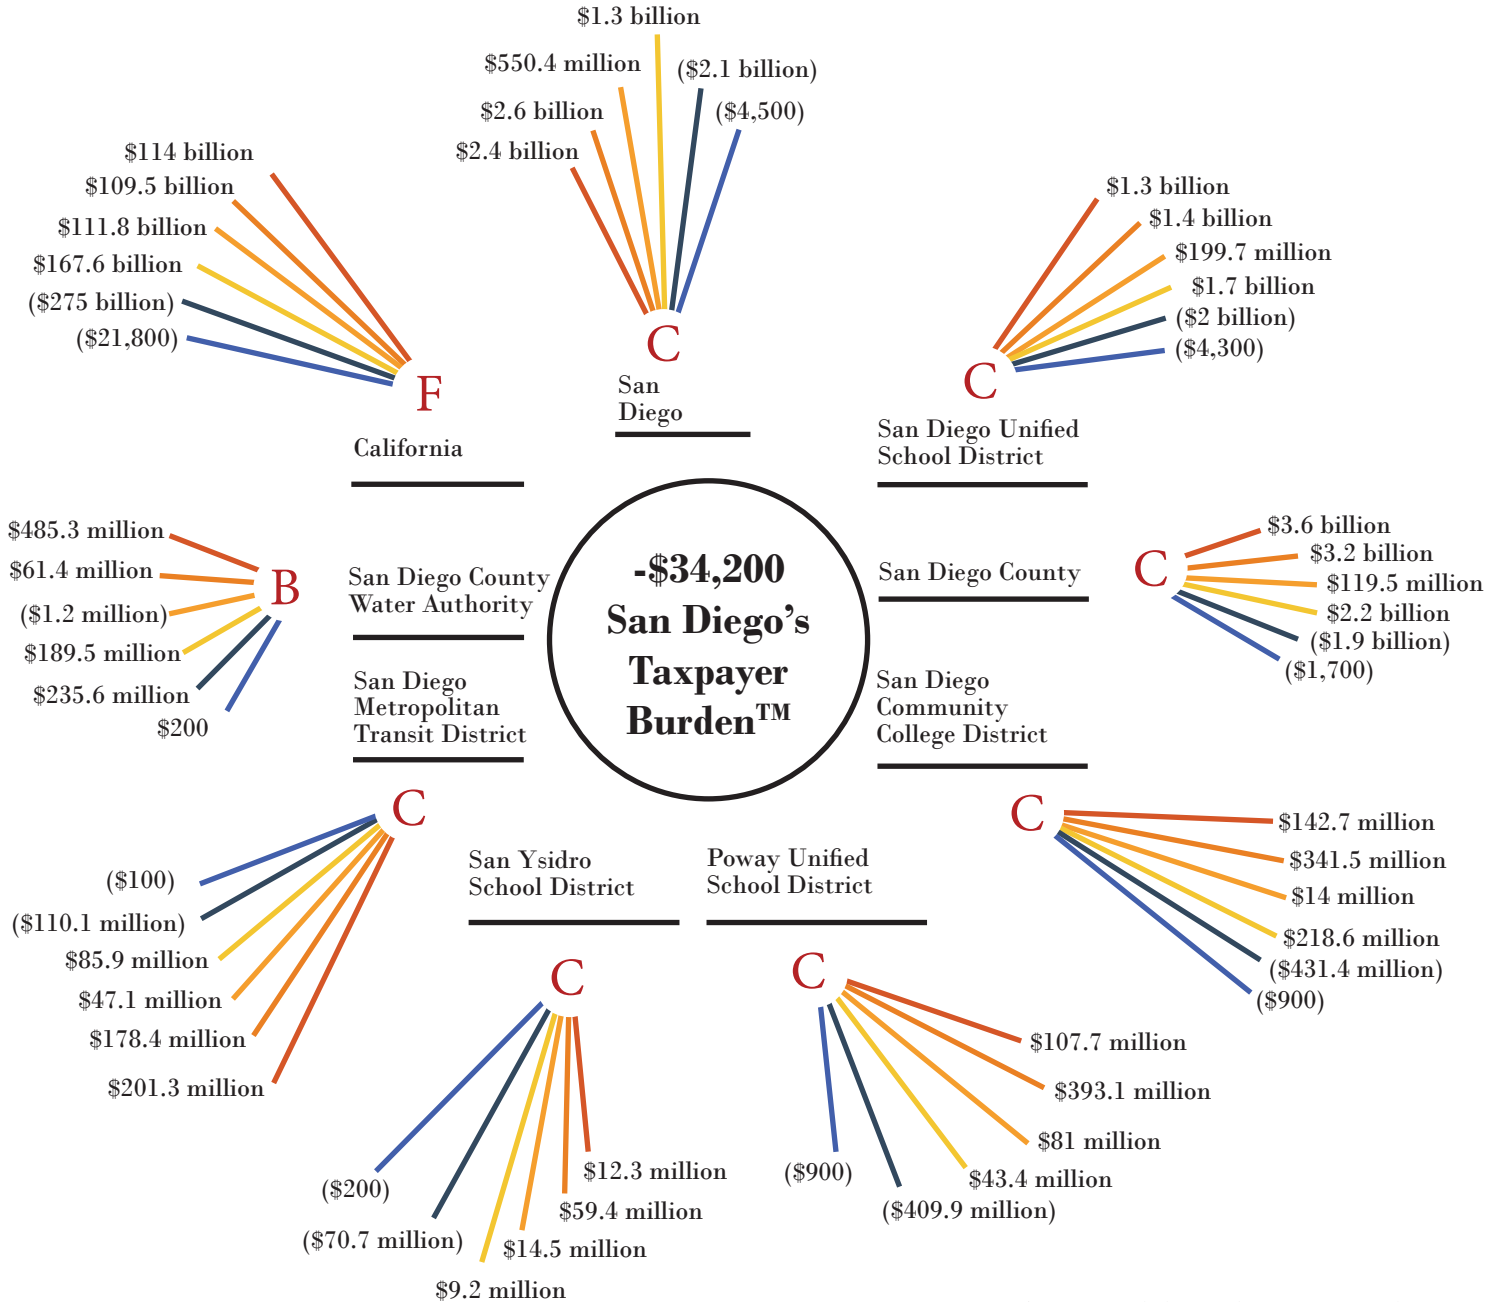 $1.3 billion
$550.4 million
($2.1 billion)
$2.6 billion
($4,500)
$2.4 billion
C
San
Diego
$114 billion
$109.5 billion
$111.8 billion
$167.6 billion
($275 billion)
($21,800)
F
California
$1.3 billion
$1.4 billion
$199.7 million
$1.7 billion
($2 billion)
($4,300)
C
San Diego Unified
School District
$485.3 million
$61.4 million
($1.2 million)
$189.5 million
$235.6 million
$200
B
San Diego County
Water Authority
-$34,200
San Diego's
Taxpayer
Burden™
San Diego County
C
$3.6 billion
$3.2 billion
$119.5 million
$2.2 billion
($1.9 billion)
($1,700)
San Diego
Metropolitan
Transit District
C
($100)
($110.1 million)
$85.9 million
$47.1 million
$178.4 million
$201.3 million
San Diego
Community
College District
C
$142.7 million
$341.5 million
$14 million
$218.6 million
($431.4 million)
($900)
San Ysidro
School District
C
($200)
($70.7 million)
$9.2 million
$14.5 million
$59.4 million
$12.3 million
Poway Unified
School District
C
$107.7 million
$393.1 million
$81 million
$43.4 million
($409.9 million)
($900)